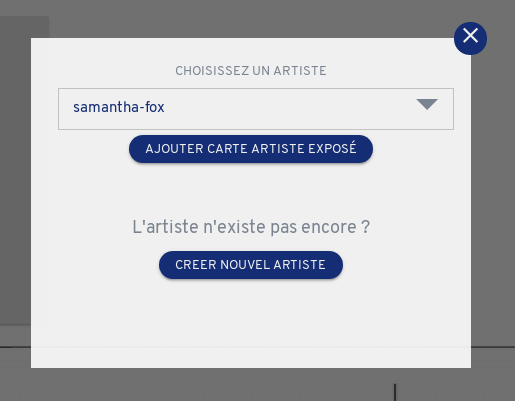 CHOISISSEZ UN ARTISTE
samantha-fox
AJOUTER CARTE ARTISTE EXPOSÉ
L'artiste n'existe pas encore ?
CREER NOUVEL ARTISTE